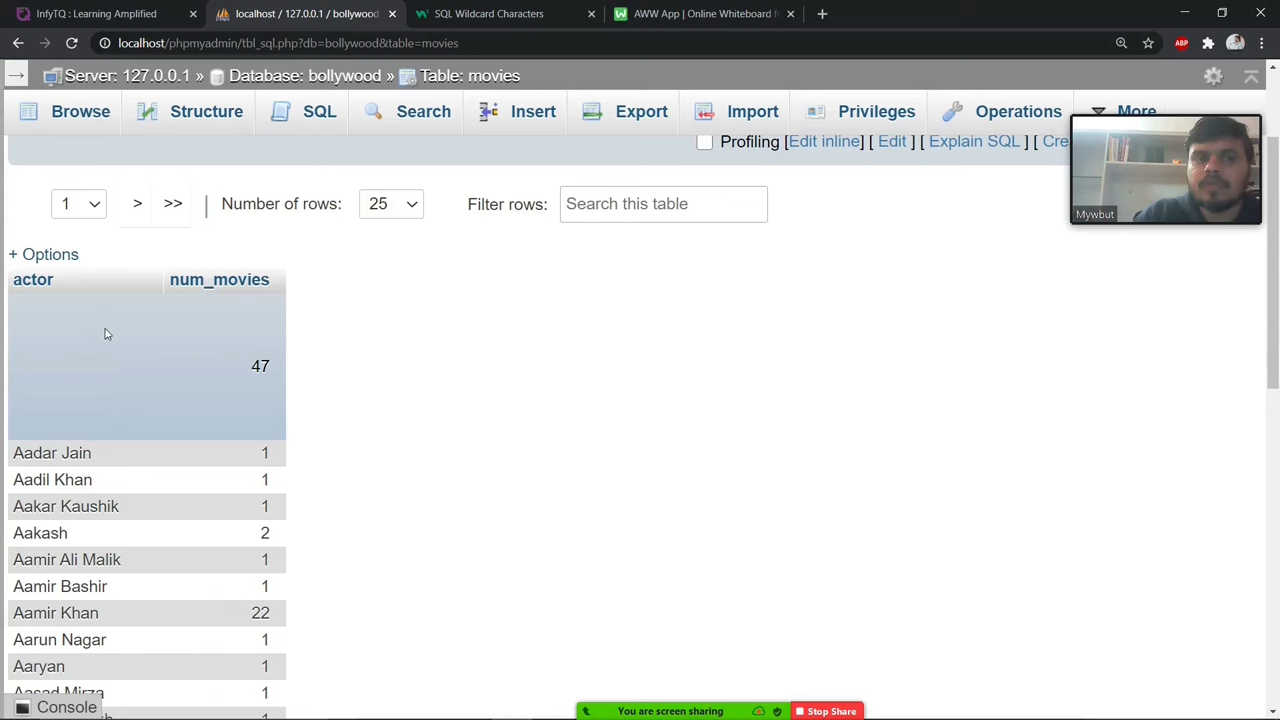 InfyTQ : Learning Amplified
localhost / 127.0.0.1 / bollywood
SQL Wildcard Characters
AWW App | Online Whiteboard for
localhost/phpmyadmin/tbl_sql.php?db=bollywood&table=movies
ABP
Server: 127.0.0.1 » Database: bollywood » Table: movies
Browse Structure SQL Search Insert Export Import Privileges Operations More
Profiling [Edit inline] [ Edit ] [ Explain SQL ] [ Cre
Mywbut
1 > >> | Number of rows: 25 Filter rows: Search this table
+ Options
actor num_movies
47
Aadar Jain 1
Aadil Khan 1
Aakar Kaushik 1
Aakash 2
Aamir Ali Malik 1
Aamir Bashir 1
Aamir Khan 22
Aarun Nagar 1
Aaryan 1
Aasad Mirza 1
Console
You are screen sharing
Stop Share